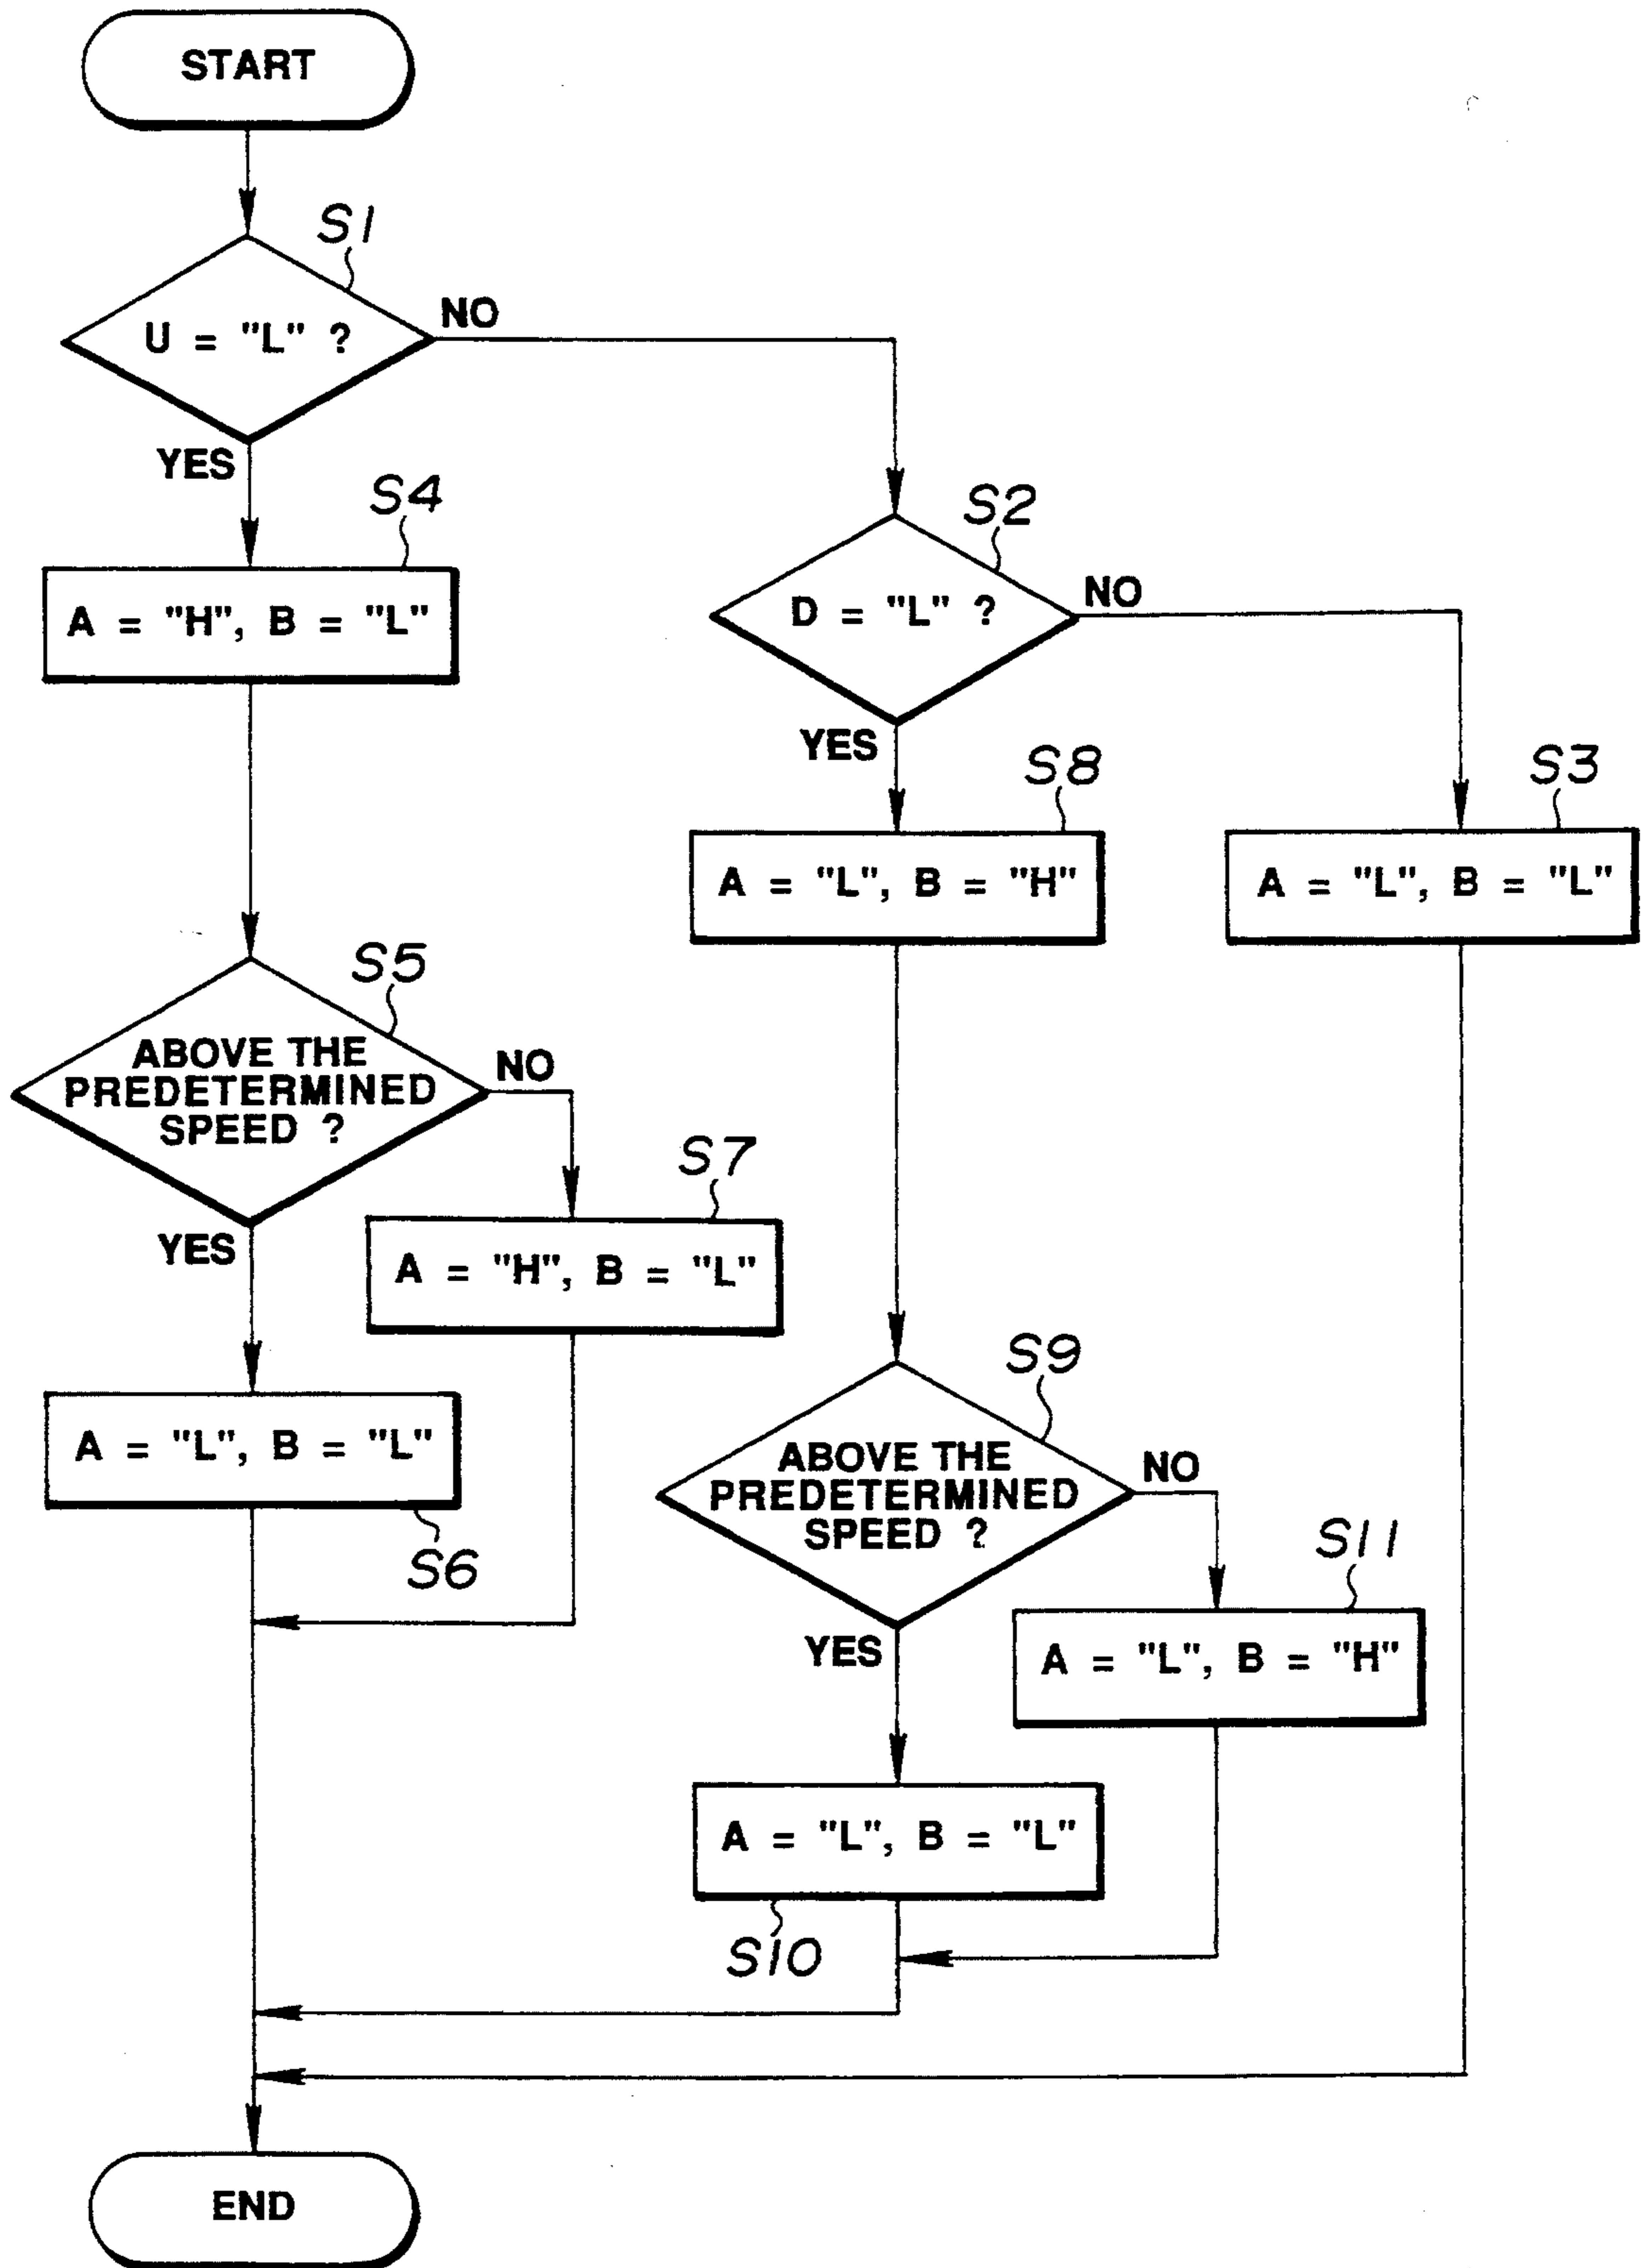 START
S1
U = "L" ?
NO
YES
S4
A = "H", B = "L"
S2
D = "L" ?
NO
YES
S8
A = "L", B = "H"
S3
A = "L", B = "L"
S5
ABOVE THE
PREDETERMINED
SPEED ?
NO
YES
S7
A = "H", B = "L"
A = "L", B = "L"
S6
S9
ABOVE THE
PREDETERMINED
SPEED ?
NO
YES
S11
A = "L", B = "H"
A = "L", B = "L"
S10
END